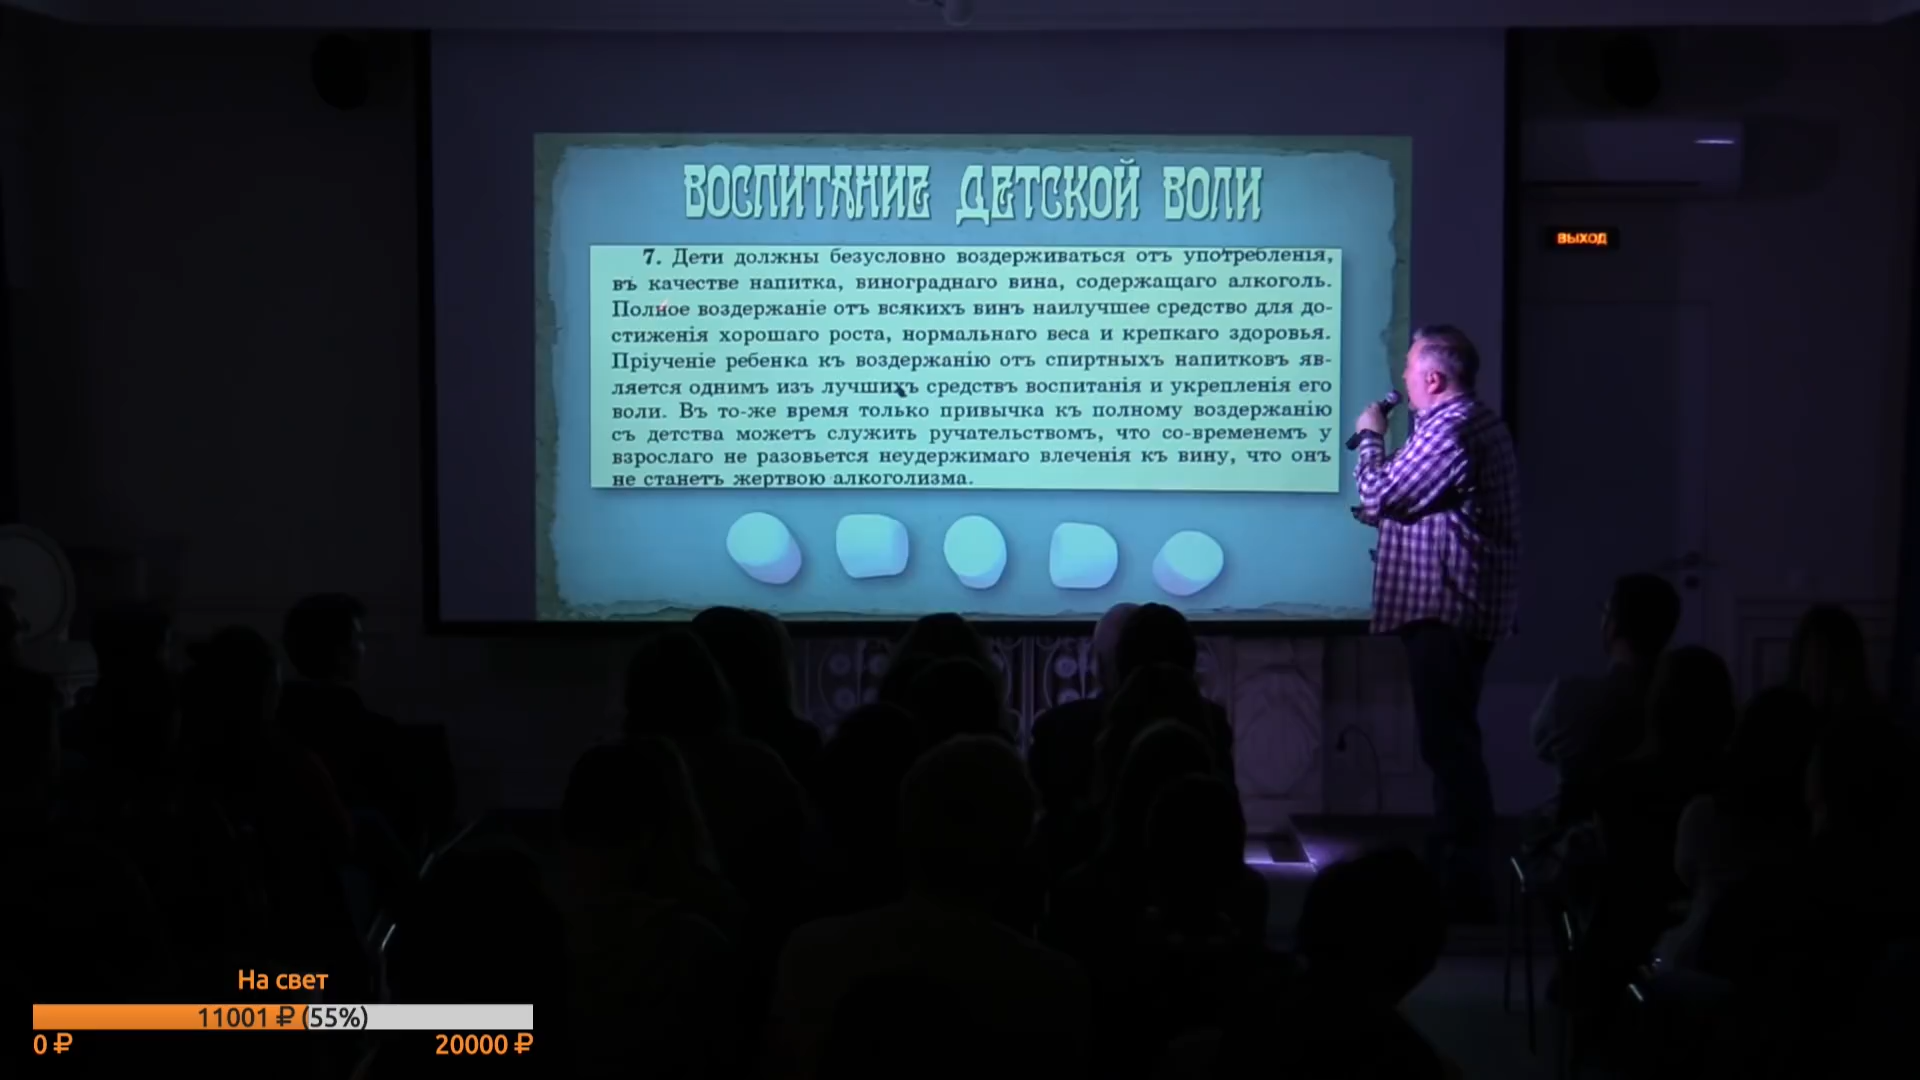 ВОСПИТАНИЕ ДЕТСКОЙ ВОЛИ
7. Дети должны безусловно воздерживаться отъ употребленія,
въ качестве напитка, винограднаго вина, содержащаго алкоголь.
Полное воздержаніе отъ всякихъ винъ наилучшее средство для до-
стиженія хорошаго роста, нормальнаго веса и крепкаго здоровья.
Пріученіе ребенка къ воздержанію отъ спиртныхъ напитковъ яв-
ляется однимъ изъ лучшихъ средствъ воспитанія и укрепленія его
воли. Въ то-же время только привычка къ полному воздержанію
съ детства можетъ служить ручательствомъ, что со-временемъ у
взрослаго не разовьется неудержимаго влеченія къ вину, что онъ
не станетъ жертвою алкоголизма.
ВЫХОД
На свет
11001 ₽ (55%)
0 ₽ 20000 ₽